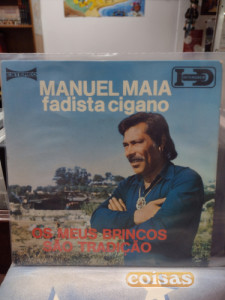 MANUEL MAIA
fadista cigano
OS MEUS BRINCOS
SÃO TRADIÇÃO
coisas